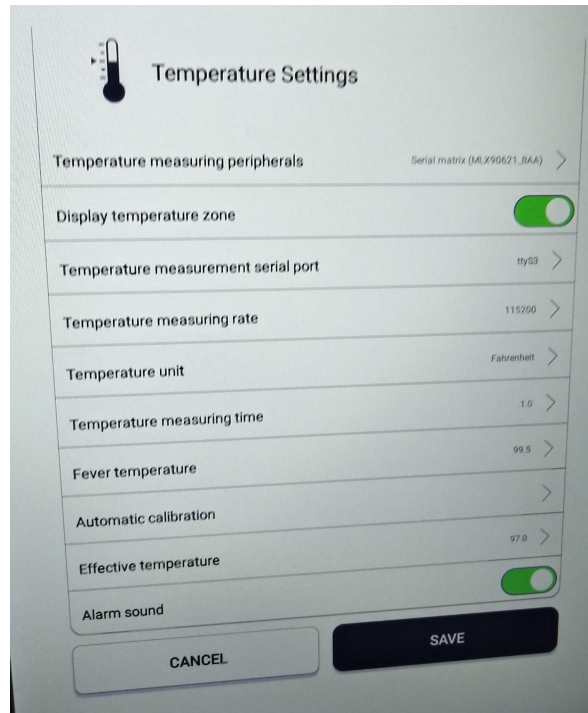 Temperature Settings
Temperature measuring peripherals Serial matrix (MLX90621_BAA)
Display temperature zone
Temperature measurement serial port ttyS3
Temperature measuring rate 115200
Temperature unit Fahrenheit
Temperature measuring time 1.0
Fever temperature 99.5
Automatic calibration
Effective temperature 97.0
Alarm sound
CANCEL SAVE